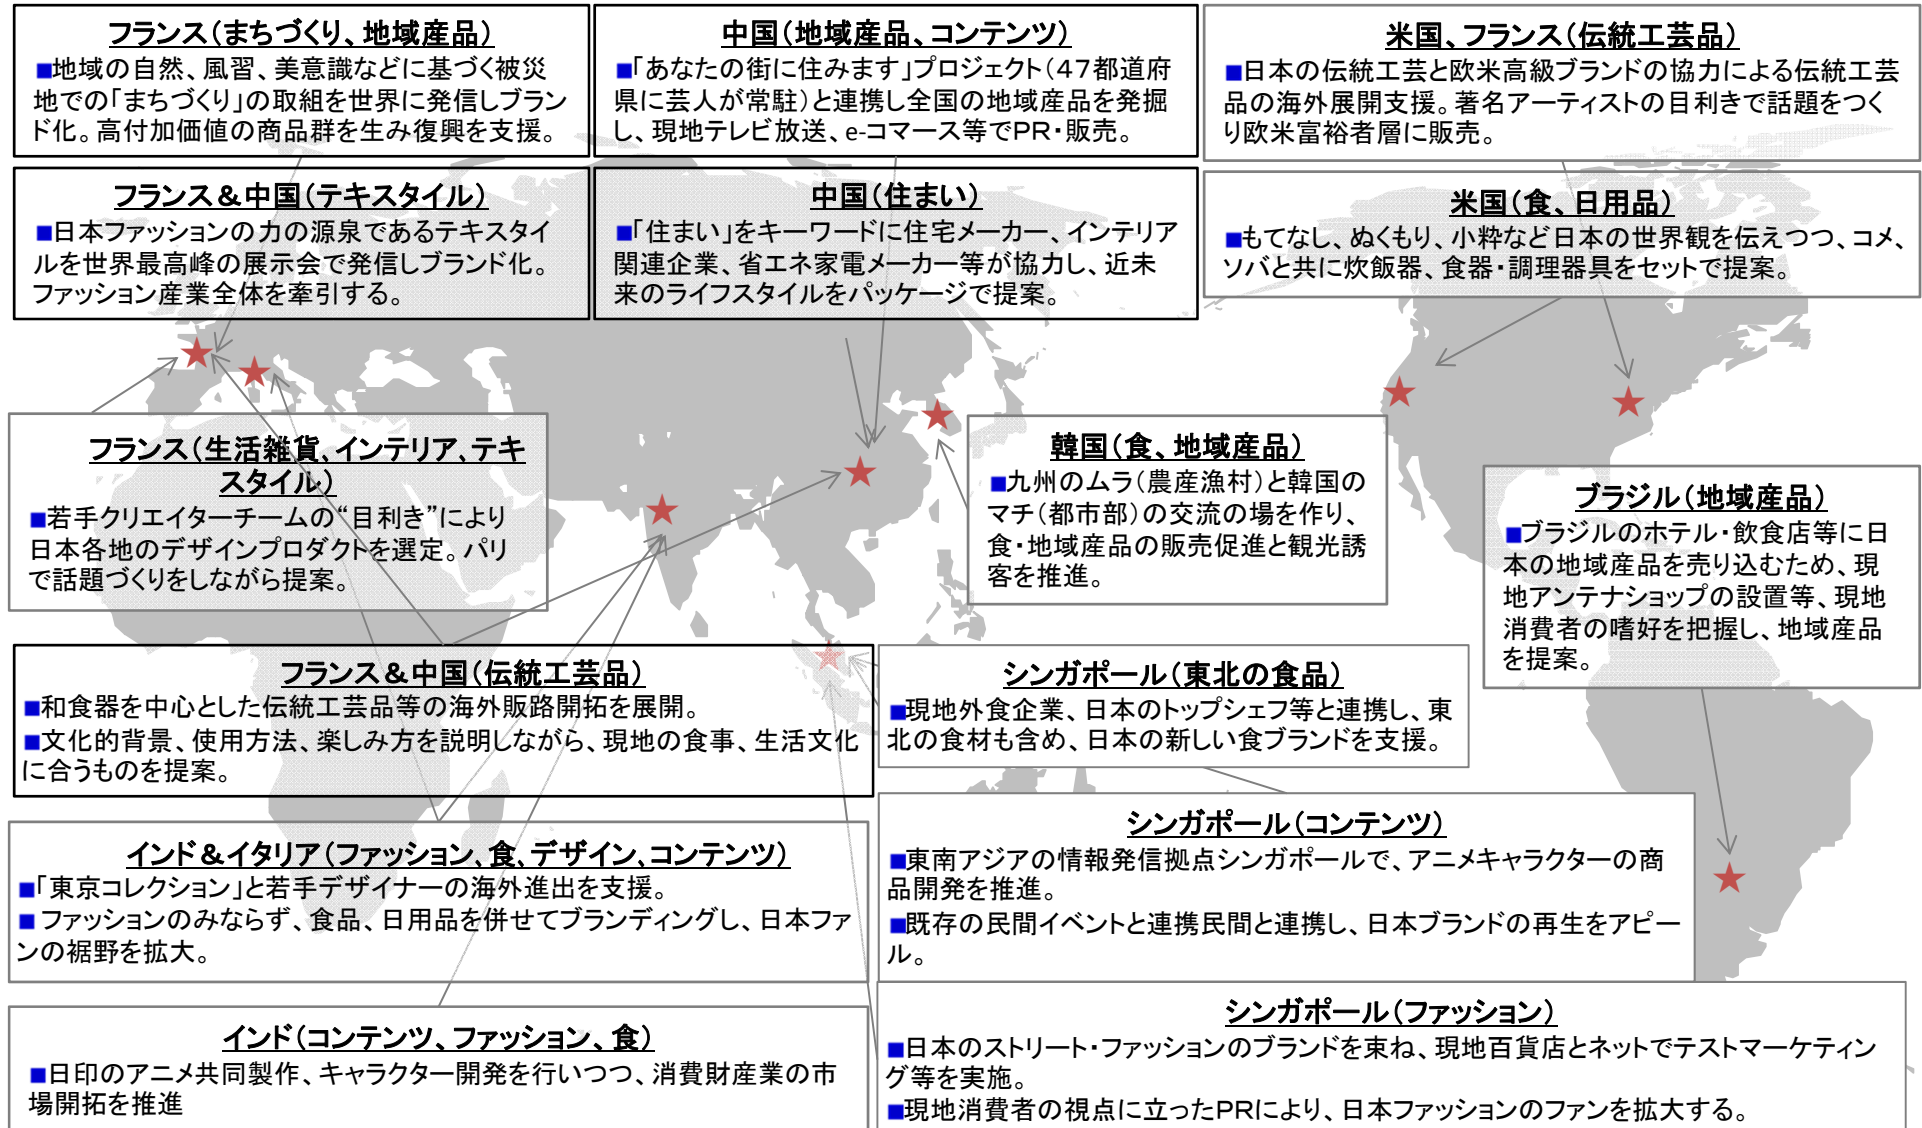 フランス(まちづくり、地域産品)
■地域の自然、風習、美意識などに基づく被災
地での「まちづくり」の取組を世界に発信しブラン
ド化。高付加価値の商品群を生み復興を支援。
中国(地域産品、コンテンツ)
■「あなたの街に住みます」プロジェクト(47都道府
県に芸人が常駐)と連携し全国の地域産品を発掘
し、現地テレビ放送、e-コマース等でPR・販売。
米国、フランス(伝統工芸品)
■日本の伝統工芸と欧米高級ブランドの協力による伝統工芸
品の海外展開支援。著名アーティストの目利きで話題をつく
り欧米富裕者層に販売。
フランス&中国(テキスタイル)
■日本ファッションの力の源泉であるテキスタイ
ルを世界最高峰の展示会で発信しブランド化。
ファッション産業全体を牽引する。
中国(住まい)
■「住まい」をキーワードに住宅メーカー、インテリア
関連企業、省エネ家電メーカー等が協力し、近未
来のライフスタイルをパッケージで提案。
米国(食、日用品)
■もてなし、ぬくもり、小粋など日本の世界観を伝えつつ、コメ、
ソバと共に炊飯器、食器・調理器具をセットで提案。
フランス(生活雑貨、インテリア、テキ
スタイル)
■若手クリエイターチームの“目利き”により
日本各地のデザインプロダクトを選定。パリ
で話題づくりをしながら提案。
韓国(食、地域産品)
■九州のムラ(農産漁村)と韓国の
マチ(都市部)の交流の場を作り、
食・地域産品の販売促進と観光誘
客を推進。
ブラジル(地域産品)
■ブラジルのホテル・飲食店等に日
本の地域産品を売り込むため、現
地アンテナショップの設置等、現地
消費者の嗜好を把握し、地域産品
を提案。
フランス&中国(伝統工芸品)
■和食器を中心とした伝統工芸品等の海外販路開拓を展開。
■文化的背景、使用方法、楽しみ方を説明しながら、現地の食事、生活文化
に合うものを提案。
シンガポール(東北の食品)
■現地外食企業、日本のトップシェフ等と連携し、東
北の食材も含め、日本の新しい食ブランドを支援。
インド&イタリア(ファッション、食、デザイン、コンテンツ)
■「東京コレクション」と若手デザイナーの海外進出を支援。
■ ファッションのみならず、食品、日用品を併せてブランディングし、日本ファ
ンの裾野を拡大。
シンガポール(コンテンツ)
■東南アジアの情報発信拠点シンガポールで、アニメキャラクターの商
品開発を推進。
■既存の民間イベントと連携民間と連携し、日本ブランドの再生をアピー
ル。
インド(コンテンツ、ファッション、食)
■日印のアニメ共同製作、キャラクター開発を行いつつ、消費財産業の市
場開拓を推進
シンガポール(ファッション)
■日本のストリート・ファッションのブランドを束ね、現地百貨店とネットでテストマーケティン
グ等を実施。
■現地消費者の視点に立ったPRにより、日本ファッションのファンを拡大する。